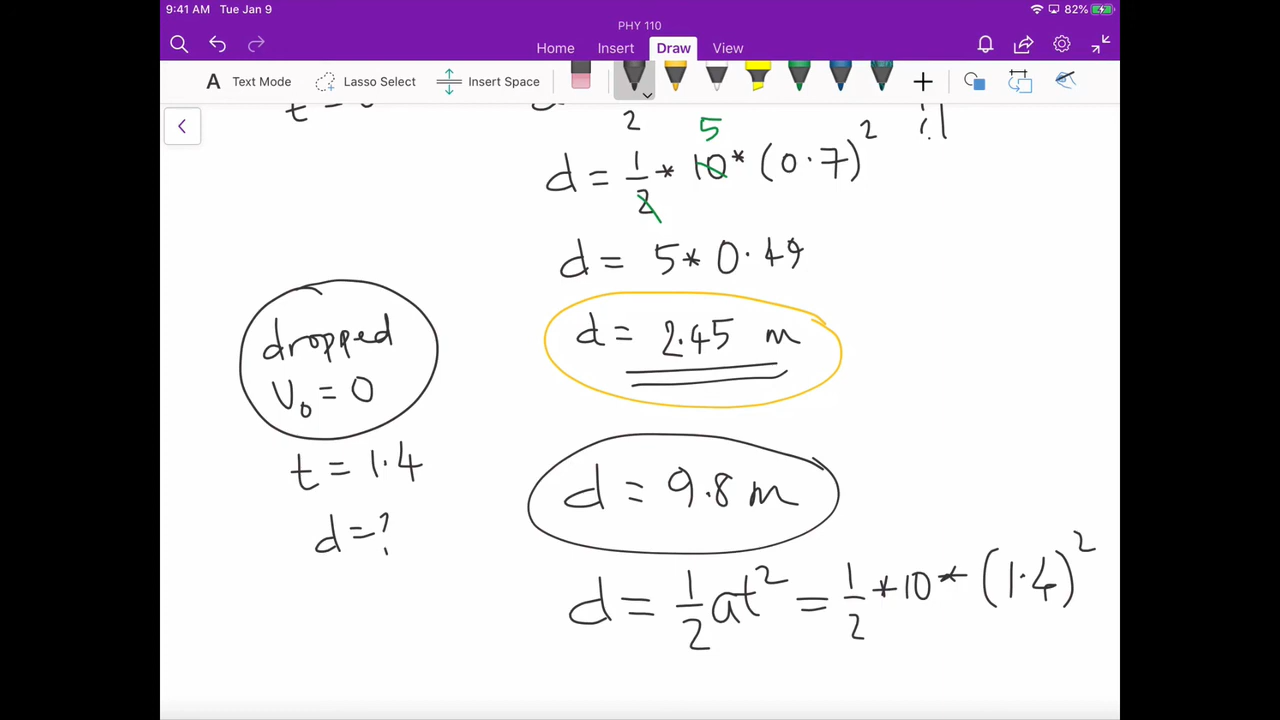 9:41 AM Tue Jan 9
82%
PHY 110
Home Insert Draw View
Text Mode Lasso Select Insert Space
2
d = 1/2 * 10 * (0.7)²
5
d = 5 * 0.49
dropped
V₀ = 0
d = 2.45 m
t = 1.4
d = 9.8 m
d = ?
d = 1/2 at² = 1/2 * 10 * (1.4)²